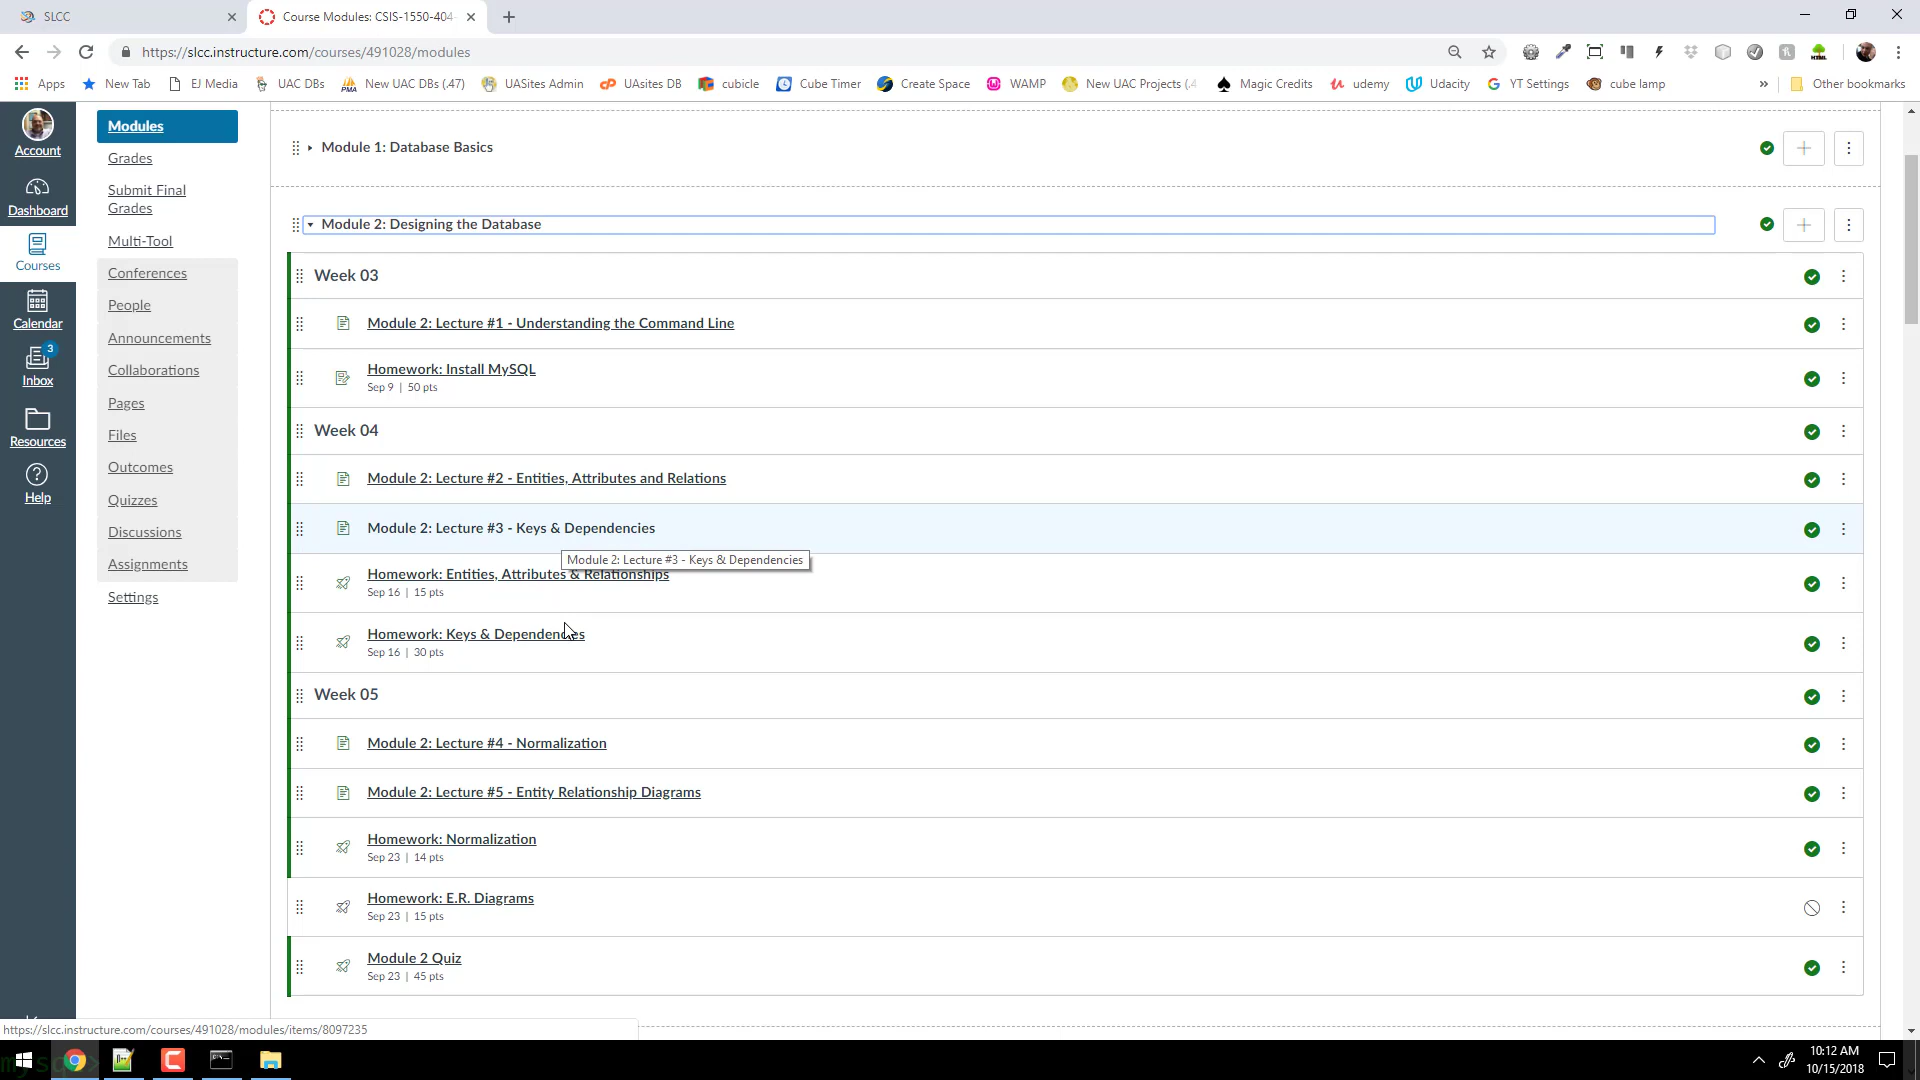 SLCC
Course Modules: CSIS-1550-404-
https://slcc.instructure.com/courses/491028/modules
Apps
New Tab
EJ Media
UAC DBs
New UAC DBs (.47)
UASites Admin
UAsites DB
cubicle
Cube Timer
Create Space
WAMP
New UAC Projects (.4
Magic Credits
udemy
Udacity
YT Settings
cube lamp
»
Other bookmarks
Account
Dashboard
Courses
Calendar
3
Inbox
Resources
Help
Modules
Grades
Submit Final
Grades
Multi-Tool
Conferences
People
Announcements
Collaborations
Pages
Files
Outcomes
Quizzes
Discussions
Assignments
Settings
Module 1: Database Basics
Module 2: Designing the Database
Week 03
Module 2: Lecture #1 - Understanding the Command Line
Homework: Install MySQL
Sep 9 | 50 pts
Week 04
Module 2: Lecture #2 - Entities, Attributes and Relations
Module 2: Lecture #3 - Keys & Dependencies
Module 2: Lecture #3 - Keys & Dependencies
Homework: Entities, Attributes & Relationships
Sep 16 | 15 pts
Homework: Keys & Dependencies
Sep 16 | 30 pts
Week 05
Module 2: Lecture #4 - Normalization
Module 2: Lecture #5 - Entity Relationship Diagrams
Homework: Normalization
Sep 23 | 14 pts
Homework: E.R. Diagrams
Sep 23 | 15 pts
Module 2 Quiz
Sep 23 | 45 pts
https://slcc.instructure.com/courses/491028/modules/items/8097235
10:12 AM
10/15/2018